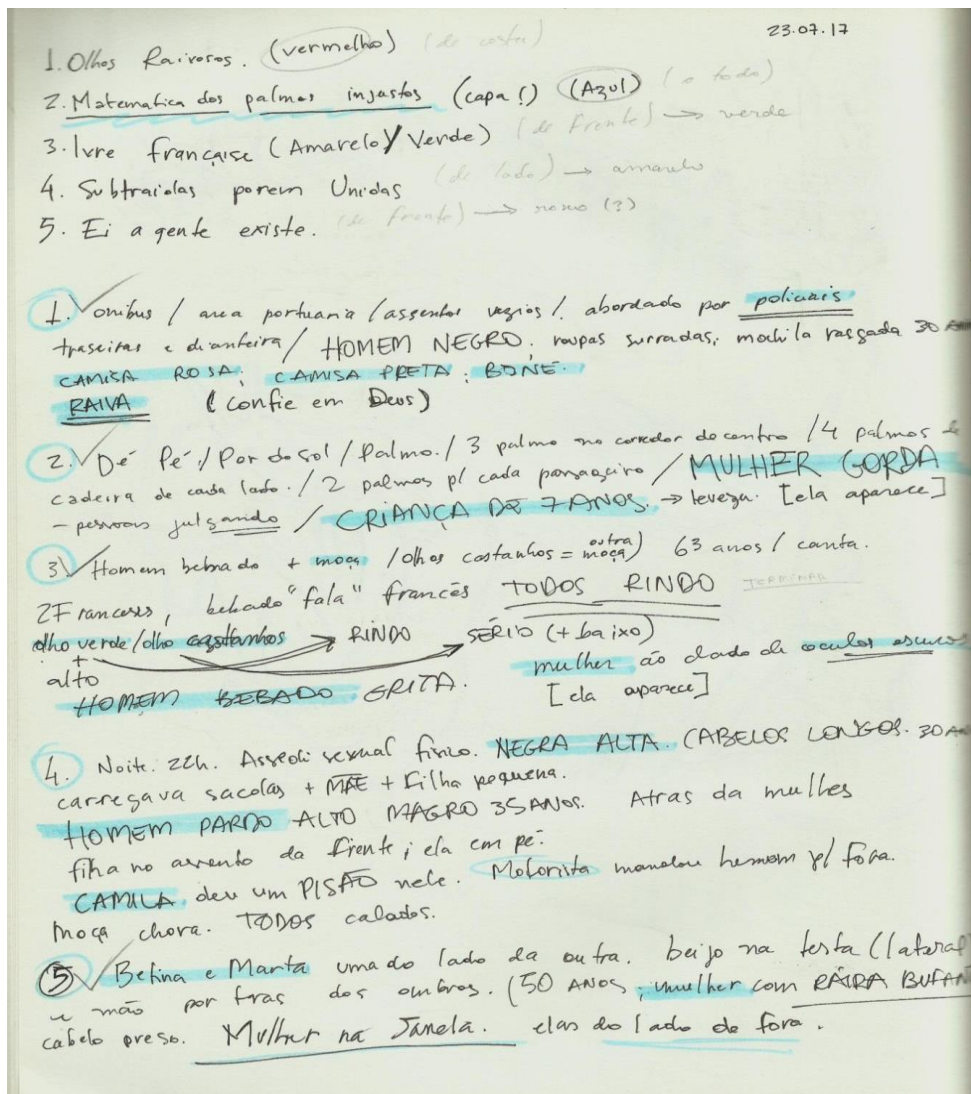 23.07.17
1. Olhos Raivosos. (vermelho) (de costas)
2. Matematica dos palmos injustos (capa!) (Azul) (o todo)
3. Ivre française (Amarelo Y Verde) (de frente) → verde
4. Subtraidas porem Unidas (de lado) → amarelo
5. Ei a gente existe. (de frente) → roxo (?)
1. onibus / area portuaria / assentos vazios /. abordado por policiais
traseiras e dianteira / HOMEM NEGRO; roupas surradas; mochila rasgada 30
CAMISA ROSA; CAMISA PRETA; BONÉ.
RAIVA (Confie em Deus)
2. Dé Pé / Por do sol / Palmo. / 3 palmo no corredor do centro / 4 palmos
cadeira de cada lado. / 2 palmos p/ cada passageiro / MULHER GORDA
- pessoas julgando / CRIANÇA DE 7 ANOS. → leveza. [ela aparece]
3 Homem bebado + moça / olhos castanhos = outra moça) 63 anos / canta.
2 Franceses, bebado "fala" francês TODOS RINDO TERMINAR
olho verde / olho castanhos → RINDO SÉRIO (+ baixo)
+
alto mulher ao lado de oculos escuros
HOMEM BEBADO GRITA. [ela aparece]
4. Noite. 22h. Assedi sexual fisico. NEGRA ALTA. CABELOS LONGOS. 30
carregava sacolas + MÃE + Filha pequena.
HOMEM PARDO ALTO MAGRO 35 ANOS. Atras da mulhes
filha no assento da frente; ela em pé.
CAMILA deu um PISÃO nele. Motorista mandou homem p/ fora.
moça chora. TODOS calados.
5 Betina e Marta uma do lado da outra. beijo na testa (lateral)
e mão por tras dos ombros. (50 ANOS; mulher com
cabelo preso. Mulher na Janela. elas do lado de fora.